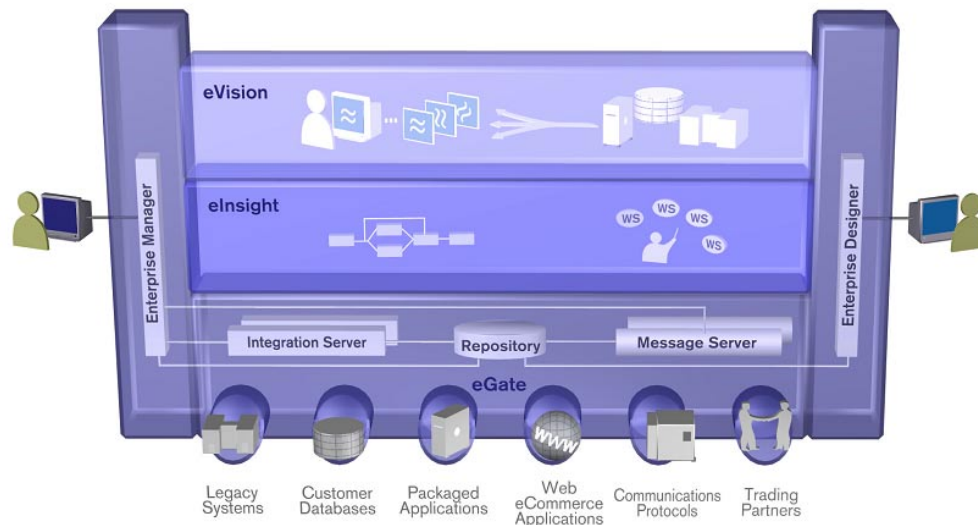 eVision
eInsight
WS
WS
WS
WS
Enterprise Manager
Enterprise Designer
Integration Server
Repository
Message Server
eGate
WWW
Legacy
Systems
Customer
Databases
Packaged
Applications
Web
eCommerce
Applications
Communications
Protocols
Trading
Partners